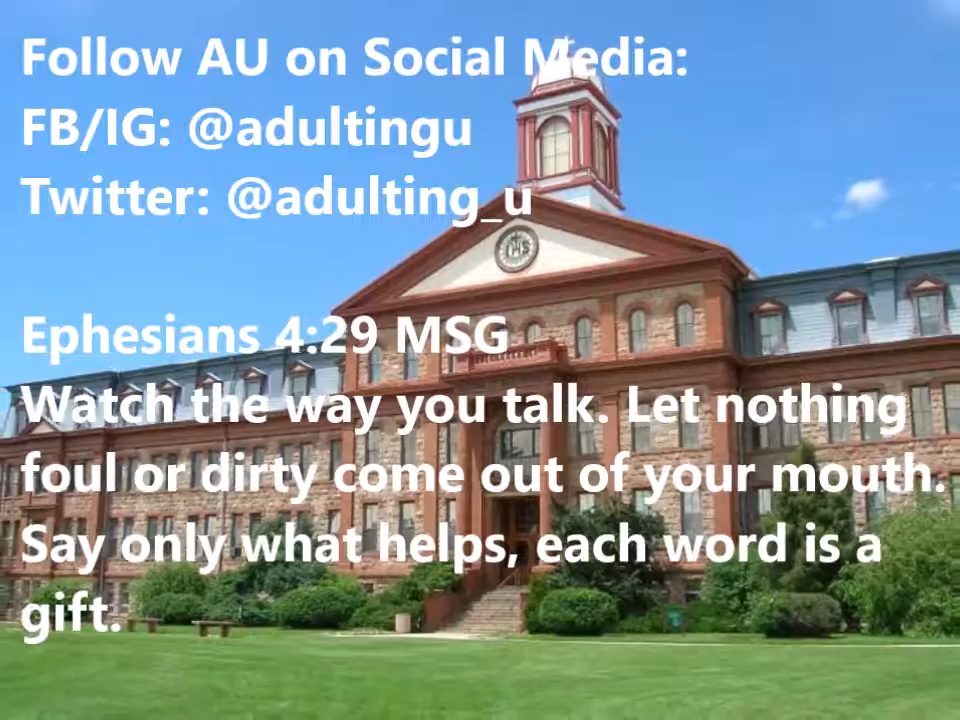 Follow AU on Social Media:
FB/IG: @adultingu
Twitter: @adulting_u
Ephesians 4:29 MSG
Watch the way you talk. Let nothing
foul or dirty come out of your mouth.
Say only what helps, each word is a
gift.
IHS